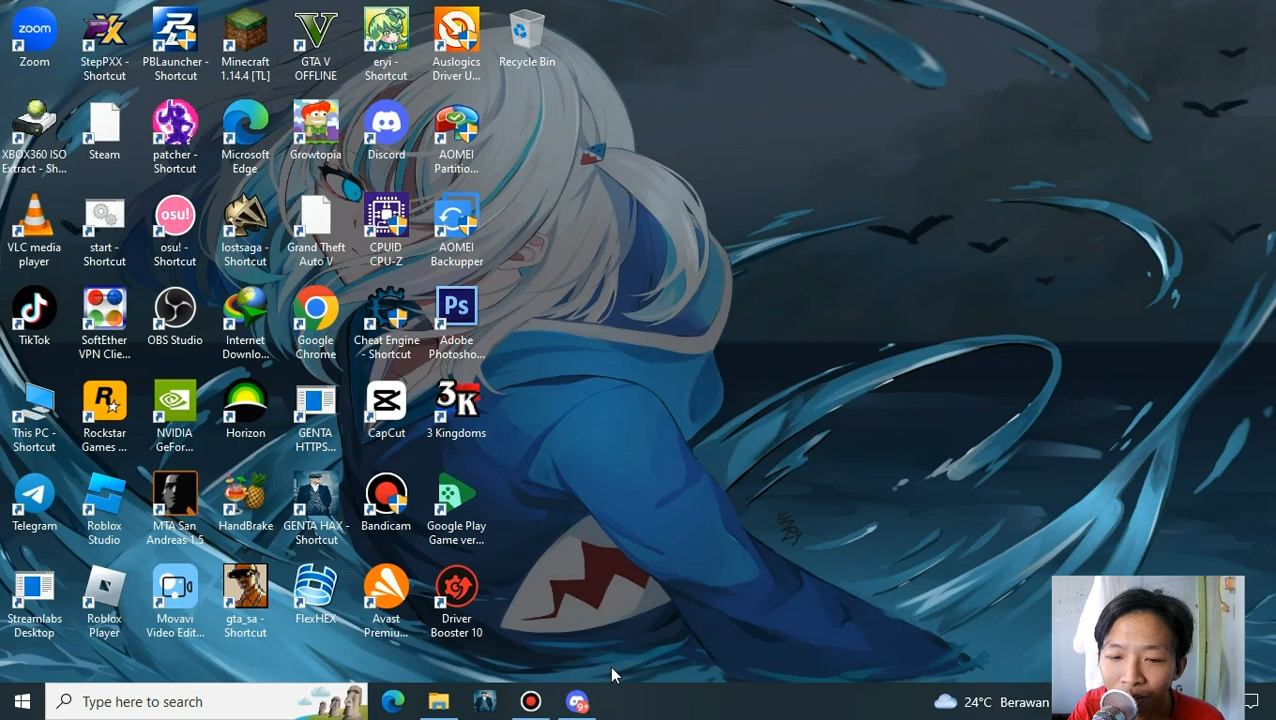 Zoom
StepPXX -
Shortcut
PBLauncher -
Shortcut
Minecraft
1.14.4 [TL]
GTA V
OFFLINE
eryi -
Shortcut
Auslogics
Driver U...
Recycle Bin
XBOX360 ISO
Extract - Sh...
Steam
patcher -
Shortcut
Microsoft
Edge
Growtopia
Discord
AOMEI
Partitio...
VLC media
player
start -
Shortcut
osu!
osu! -
Shortcut
lostsaga -
Shortcut
Grand Theft
Auto V
CPUID
CPU-Z
AOMEI
Backupper
TikTok
SoftEther
VPN Clie...
OBS Studio
Internet
Downlo...
Google
Chrome
Cheat Engine
- Shortcut
Ps
Adobe
Photosho...
This PC -
Shortcut
Rockstar
Games ...
NVIDIA
GeFor...
Horizon
GENTA
HTTPS...
CapCut
3K
3 Kingdoms
Telegram
Roblox
Studio
MTA San
Andreas 1.5
HandBrake
GENTA HAX -
Shortcut
Bandicam
Google Play
Game ver...
Streamlabs
Desktop
Roblox
Player
Movavi
Video Edit...
gta_sa -
Shortcut
FlexHEX
Avast
Premiu...
Driver
Booster 10
Type here to search
9+
24°C Berawan